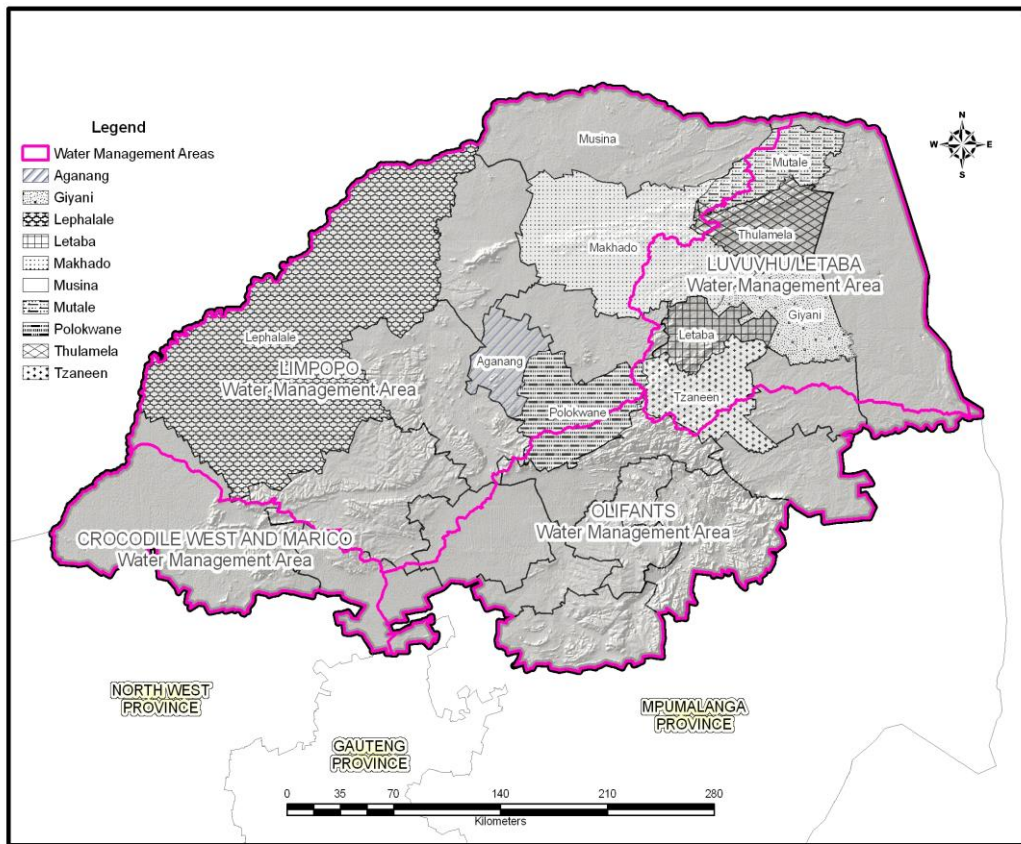 Legend
Water Management Areas
Aganang
Giyani
Lephalale
Letaba
Makhado
Musina
Mutale
Polokwane
Thulamela
Tzaneen
N
W
E
S
Musina
Mutale
Thulamela
Makhado
LUVUVHU/LETABA
Water Management Area
Giyani
Letaba
Lephalale
LIMPOPO
Water Management Area
Aganang
Tzaneen
Polokwane
OLIFANTS
Water Management Area
CROCODILE WEST AND MARICO
Water Management Area
NORTH WEST
PROVINCE
MPUMALANGA
PROVINCE
GAUTENG
PROVINCE
0 35 70 140 210 280
Kilometers